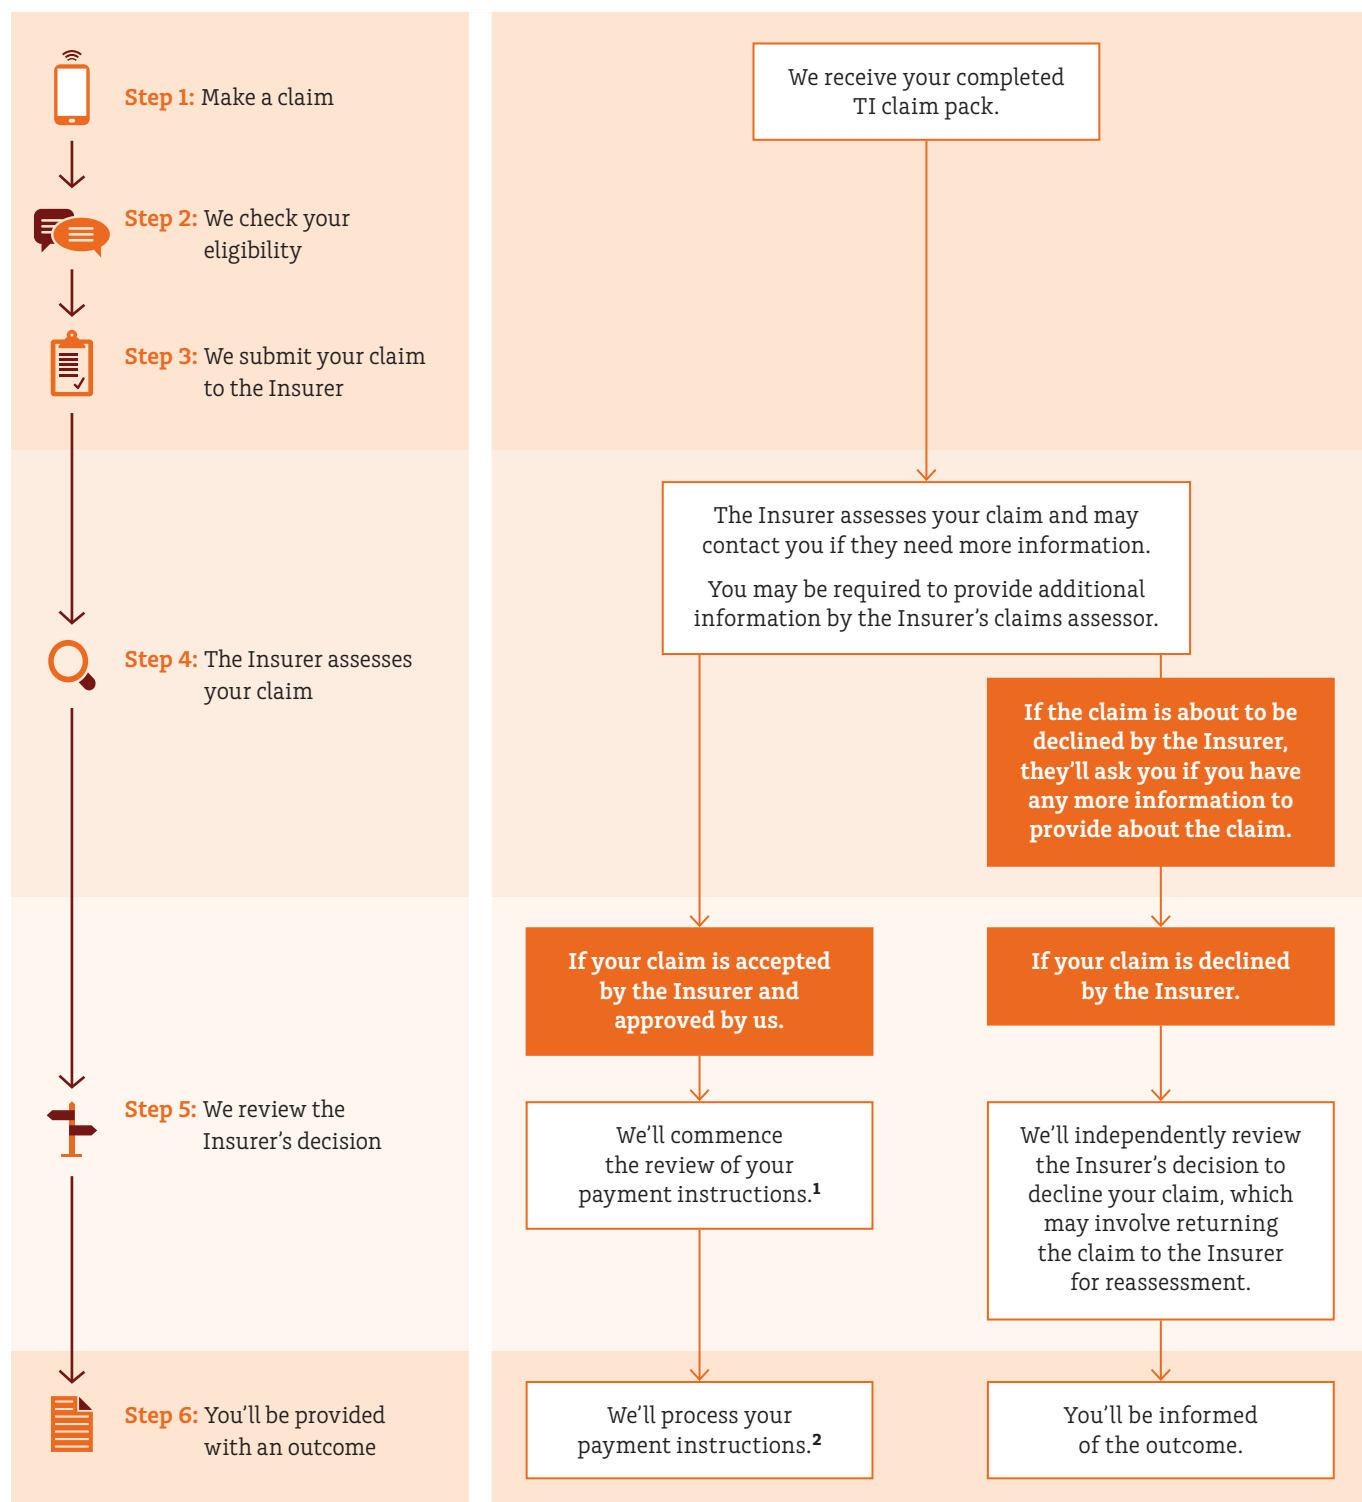 Step 1: Make a claim
Step 2: We check your
eligibility
Step 3: We submit your claim
to the Insurer
Step 4: The Insurer assesses
your claim
Step 5: We review the
Insurer’s decision
Step 6: You’ll be provided
with an outcome
We receive your completed
TI claim pack.
The Insurer assesses your claim and may
contact you if they need more information.
You may be required to provide additional
information by the Insurer’s claims assessor.
If the claim is about to be
declined by the Insurer,
they’ll ask you if you have
any more information to
provide about the claim.
If your claim is accepted
by the Insurer and
approved by us.
We’ll commence
the review of your
payment instructions.1
We’ll process your
payment instructions.2
If your claim is declined
by the Insurer.
We’ll independently review
the Insurer’s decision to
decline your claim, which
may involve returning
the claim to the Insurer
for reassessment.
You’ll be informed
of the outcome.